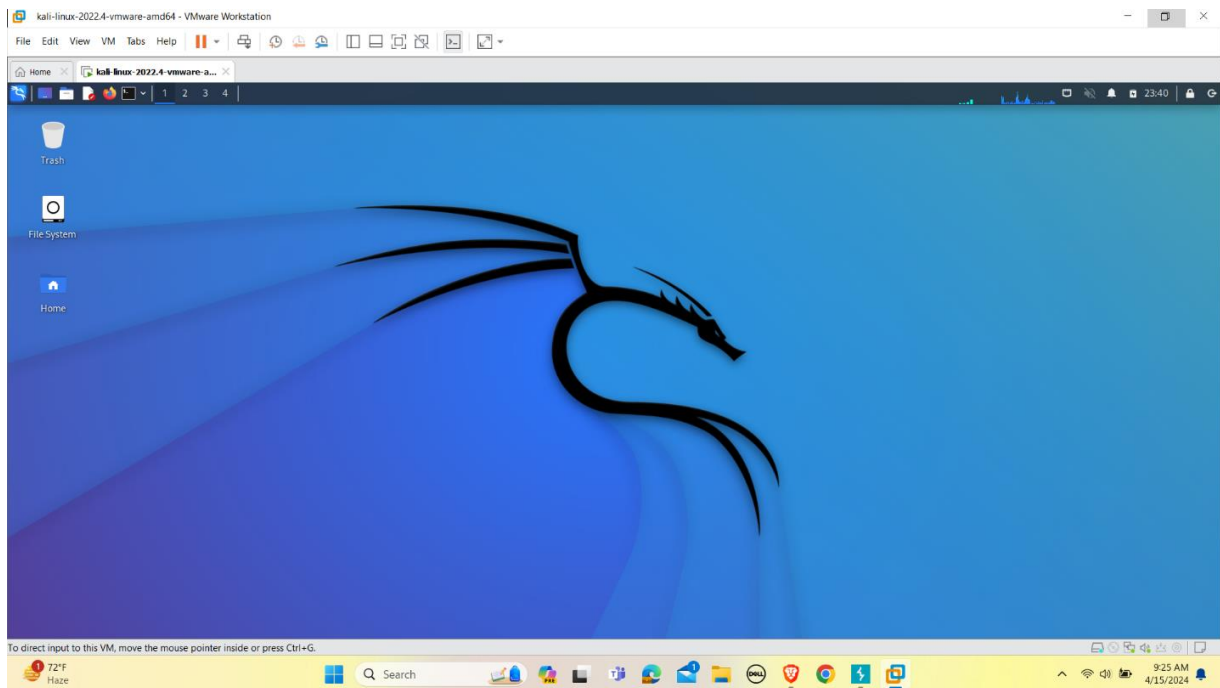 kali-linux-2022.4-vmware-amd64 - VMware Workstation
File Edit View VM Tabs Help
Home kali-linux-2022.4-vmware-a...
1 2 3 4 23:40
Trash
File System
Home
To direct input to this VM, move the mouse pointer inside or press Ctrl+G.
1 72°F
Haze
Search
DELL
9:25 AM
4/15/2024